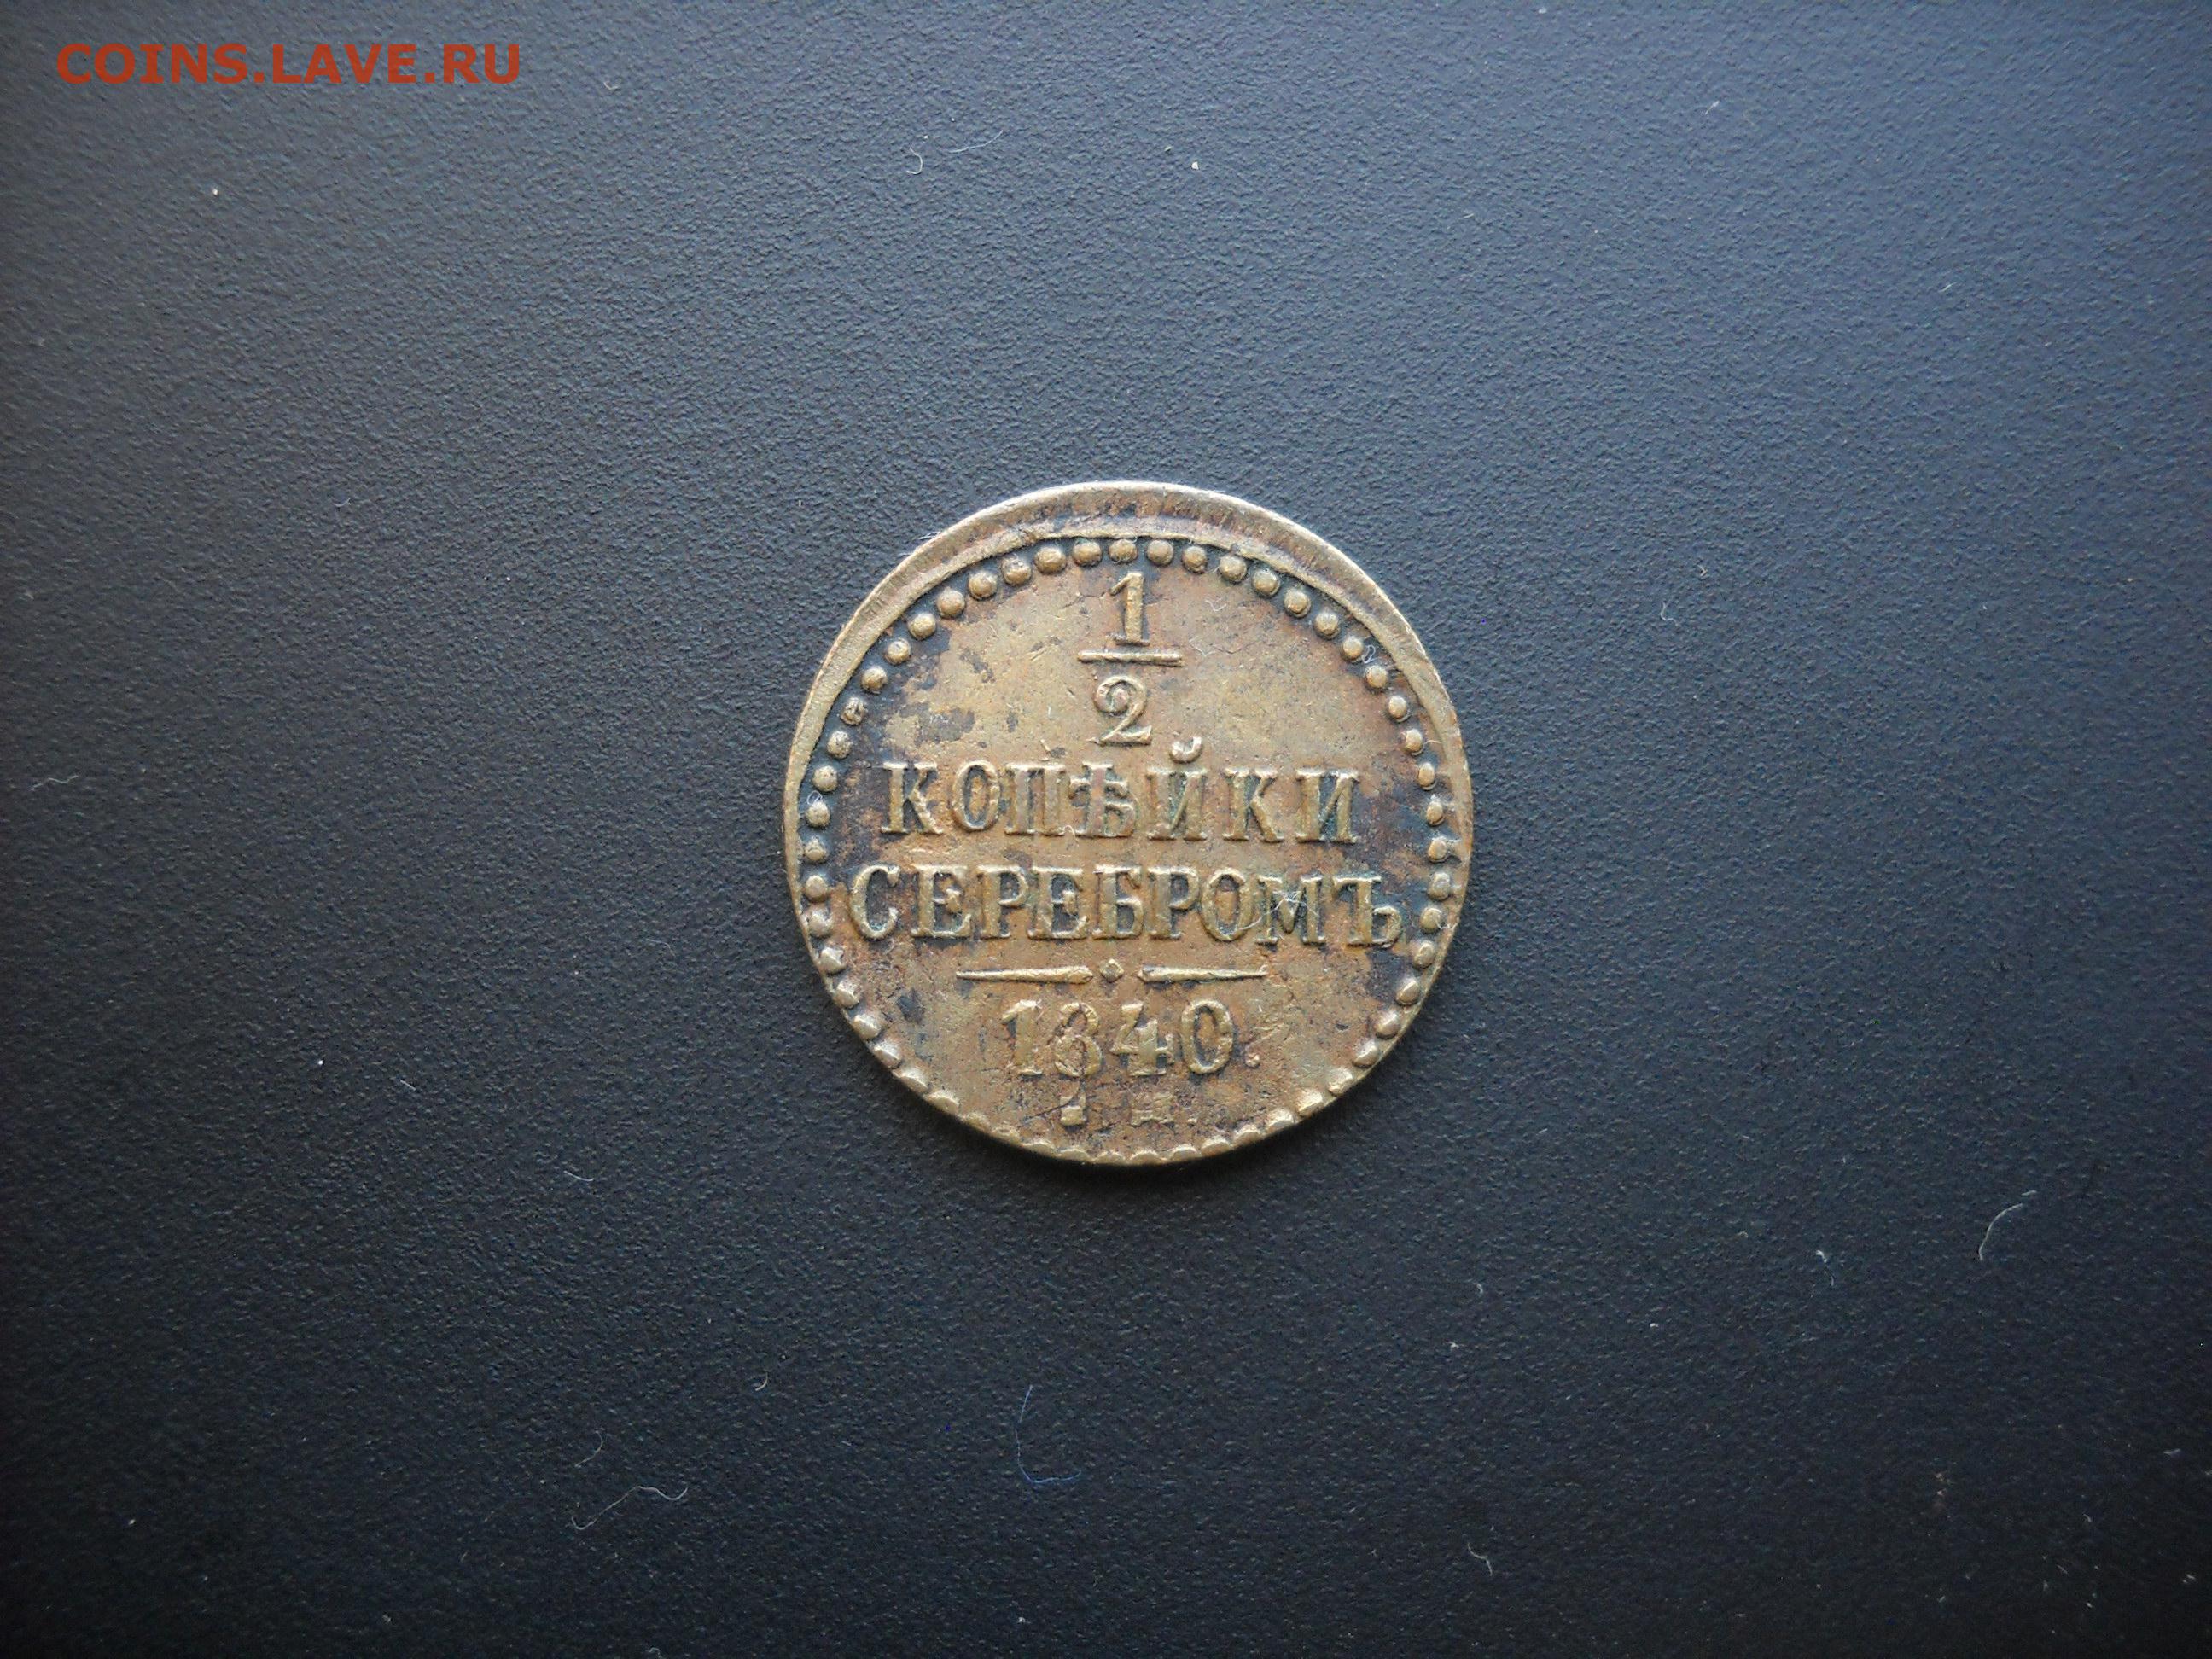 COINS.LAVE.RU
1
2
КОПѢЙКИ
СЕРЕБРОМЪ
1840.